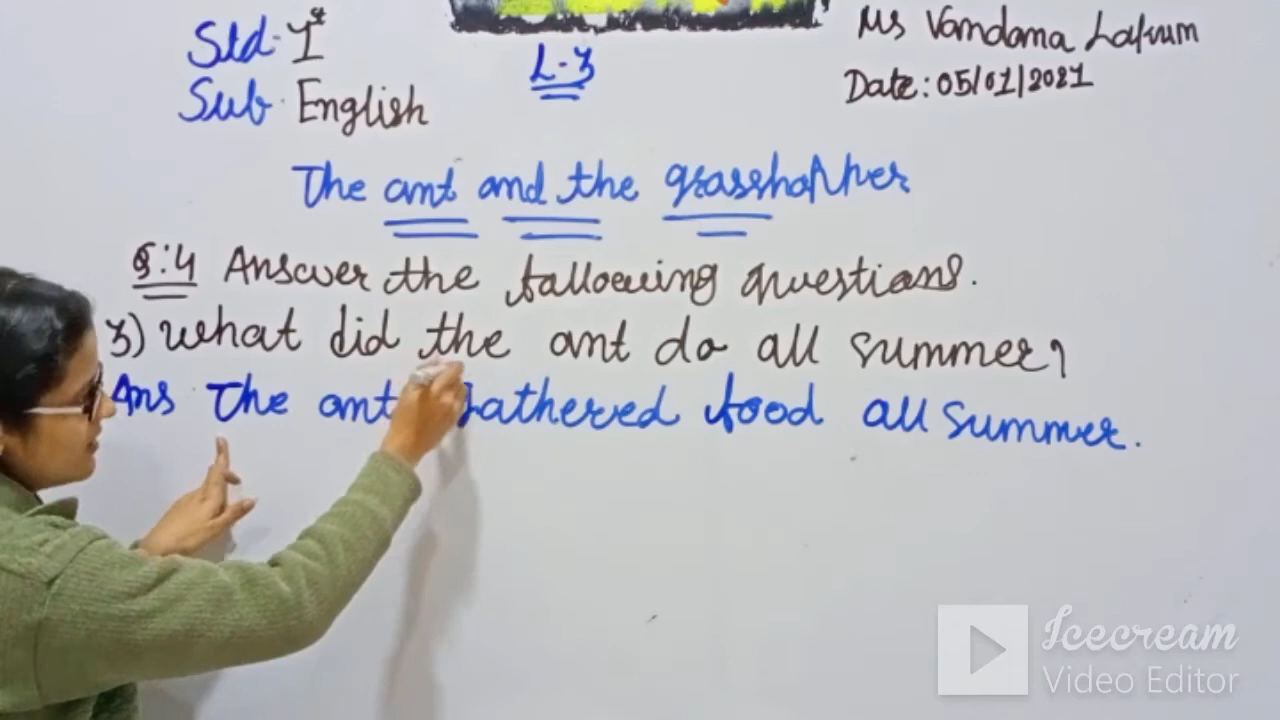 Std. 1st
Sub. English
L-3
Ms Vandana
Date: 05/01/2021
The ant and the grasshopper
Q:4 Answer the following questions.
3) What did the ant do all summer?
Ans The ant gathered food all summer.
Icecream
Video Editor